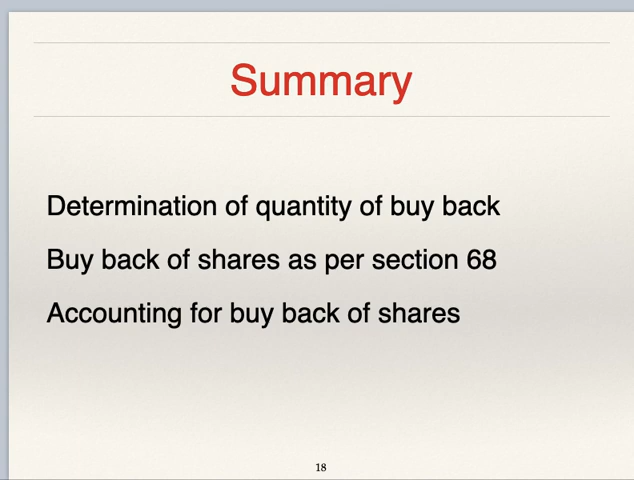 Summary
Determination of quantity of buy back
Buy back of shares as per section 68
Accounting for buy back of shares
18